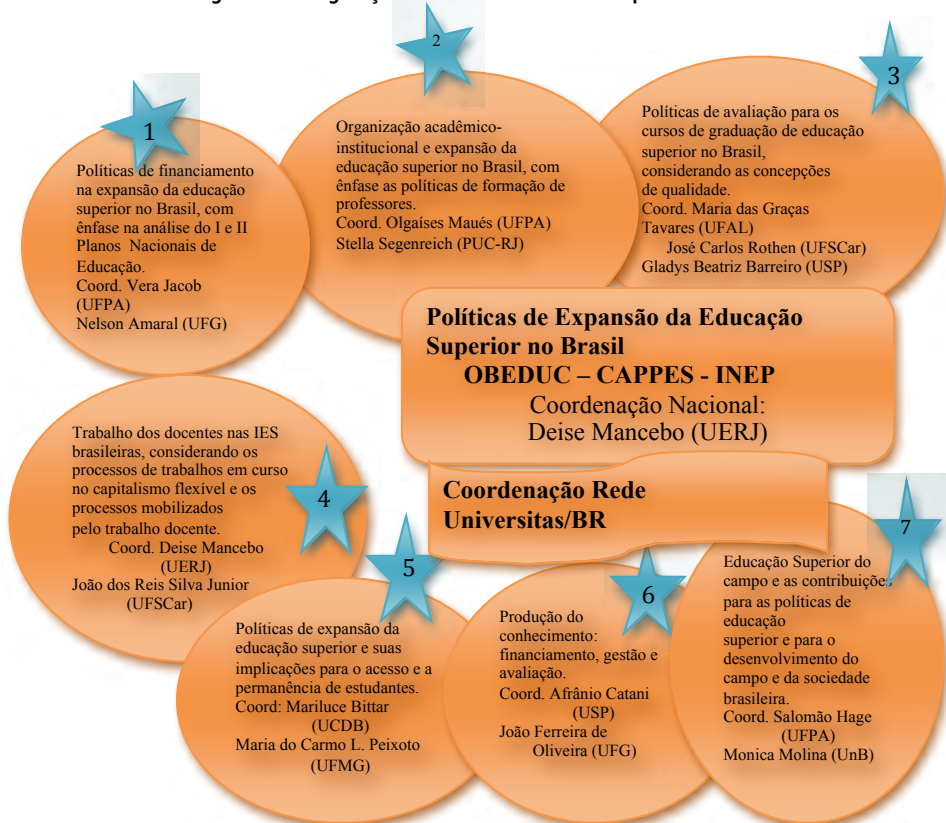 1
Políticas de financiamento
na expansão da educação
superior no Brasil, com
ênfase na análise do I e II
Planos Nacionais de
Educação.
Coord. Vera Jacob
(UFPA)
Nelson Amaral (UFG)
2
Organização acadêmico-
institucional e expansão da
educação superior no Brasil, com
ênfase as políticas de formação de
professores.
Coord. Olgaíses Maués (UFPA)
Stella Segenreich (PUC-RJ)
3
Políticas de avaliação para os
cursos de graduação de educação
superior no Brasil,
considerando as concepções
de qualidade.
Coord. Maria das Graças
Tavares (UFAL)
José Carlos Rothen (UFSCar)
Gladys Beatriz Barreiro (USP)
Políticas de Expansão da Educação
Superior no Brasil
OBEDUC – CAPPES - INEP
Coordenação Nacional:
Deise Mancebo (UERJ)
Coordenação Rede
Universitas/BR
4
Trabalho dos docentes nas IES
brasileiras, considerando os
processos de trabalhos em curso
no capitalismo flexível e os
processos mobilizados
pelo trabalho docente.
Coord. Deise Mancebo
(UERJ)
João dos Reis Silva Junior
(UFSCar)
5
Políticas de expansão da
educação superior e suas
implicações para o acesso e a
permanência de estudantes.
Coord: Mariluce Bittar
(UCDB)
Maria do Carmo L. Peixoto
(UFMG)
6
Produção do
conhecimento:
financiamento, gestão e
avaliação.
Coord. Afrânio Catani
(USP)
João Ferreira de
Oliveira (UFG)
7
Educação Superior do
campo e as contribuições
para as políticas de
educação
superior e para o
desenvolvimento do
campo e da sociedade
brasileira.
Coord. Salomão Hage
(UFPA)
Monica Molina (UnB)